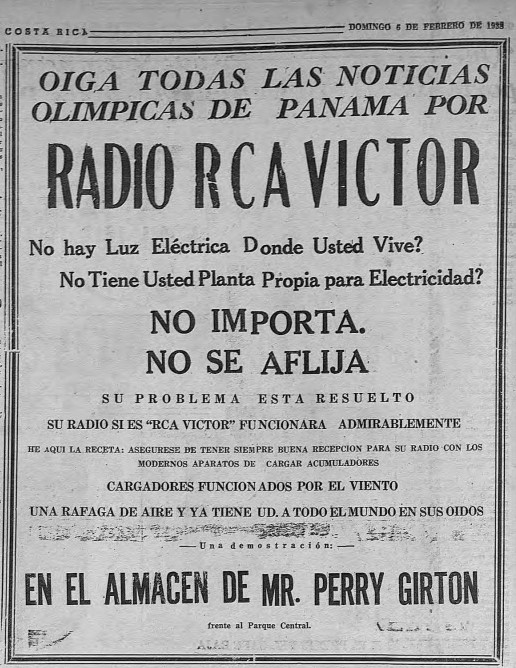 COSTA RICA
DOMINGO 6 DE FEBRERO DE 1938
OIGA TODAS LAS NOTICIAS
OLIMPICAS DE PANAMA POR
RADIO RCA VICTOR
No hay Luz Eléctrica Donde Usted Vive?
No Tiene Usted Planta Propia para Electricidad?
NO IMPORTA.
NO SE AFLIJA
SU PROBLEMA ESTA RESUELTO
SU RADIO SI ES "RCA VICTOR" FUNCIONARA ADMIRABLEMENTE
HE AQUI LA RECETA: ASEGURESE DE TENER SIEMPRE BUENA RECEPCION PARA SU RADIO CON LOS
MODERNOS APARATOS DE CARGAR ACUMULADORES
CARGADORES FUNCIONADOS POR EL VIENTO
UNA RAFAGA DE AIRE Y YA TIENE UD. A TODO EL MUNDO EN SUS OIDOS
Una demostración:
EN EL ALMACEN DE MR. PERRY GIRTON
frente al Parque Central.